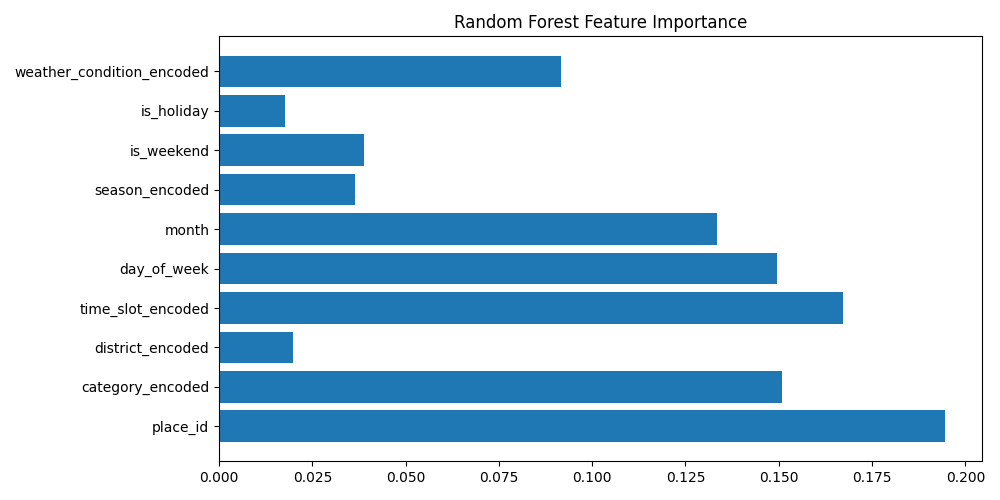 Random Forest Feature Importance
weather_condition_encoded
is_holiday
is_weekend
season_encoded
month
day_of_week
time_slot_encoded
district_encoded
category_encoded
place_id
0.000 0.025 0.050 0.075 0.100 0.125 0.150 0.175 0.200